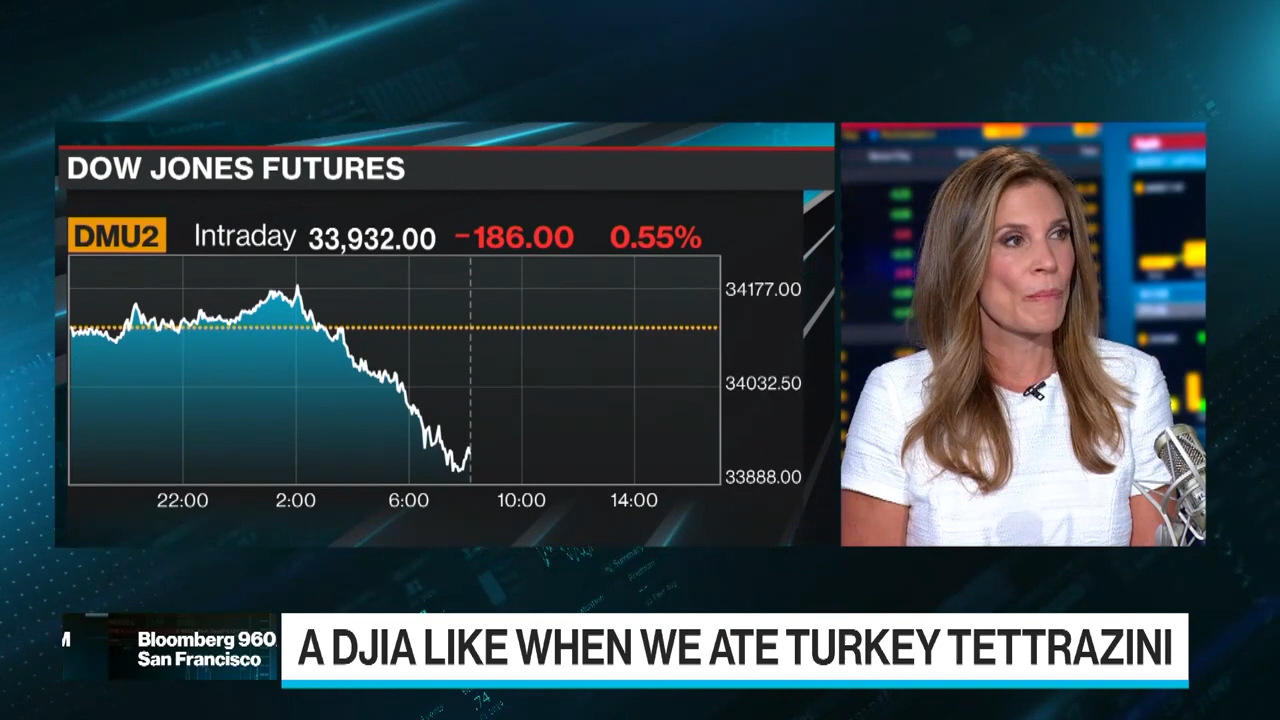 DOW JONES FUTURES
DMU2 Intraday 33,932.00 -186.00 0.55%
34177.00
34032.50
33888.00
22:00 2:00 6:00 10:00 14:00
M
Bloomberg 960
San Francisco
A DJIA LIKE WHEN WE ATE TURKEY TETTRAZINI